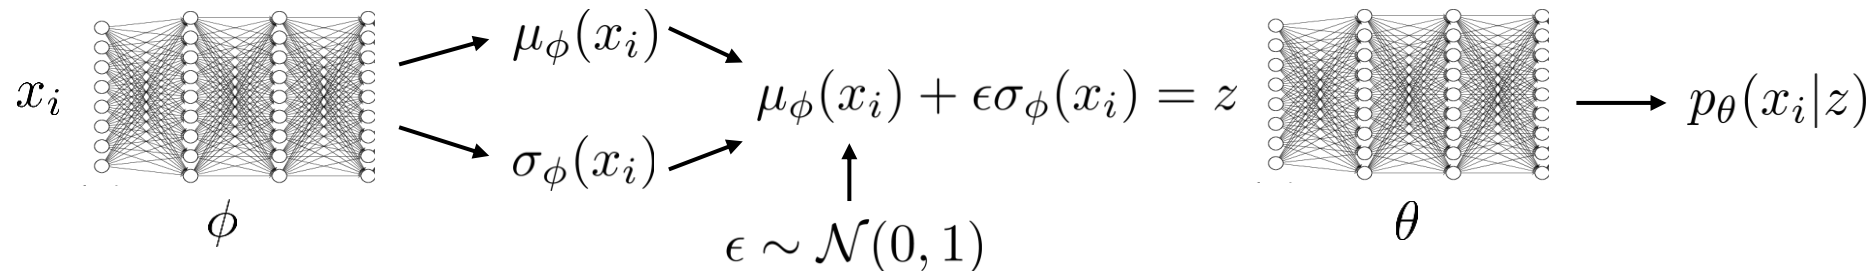 x_i
ϕ
μ_ϕ(x_i)
σ_ϕ(x_i)
μ_ϕ(x_i) + ϵσ_ϕ(x_i) = z
ϵ ∼ 𝒩(0, 1)
θ
p_θ(x_i|z)